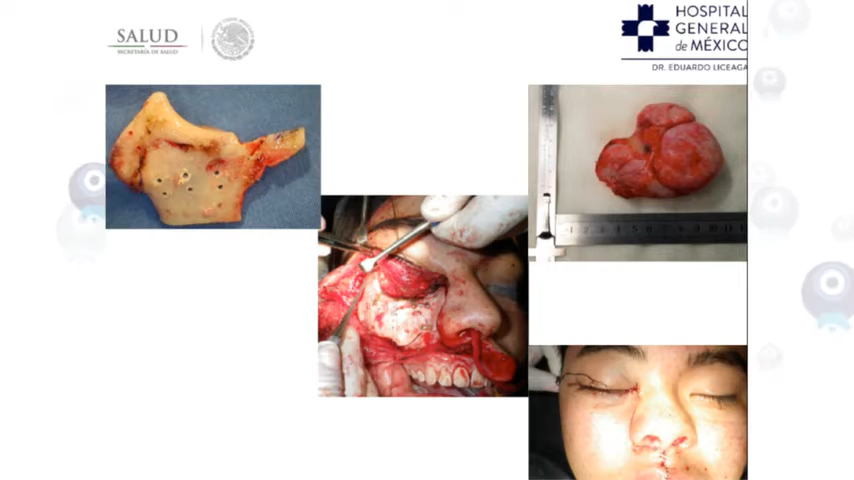 SALUD
SECRETARÍA DE SALUD
HOSPITAL
GENERAL
de MÉXICO
DR. EDUARDO LICEAGA